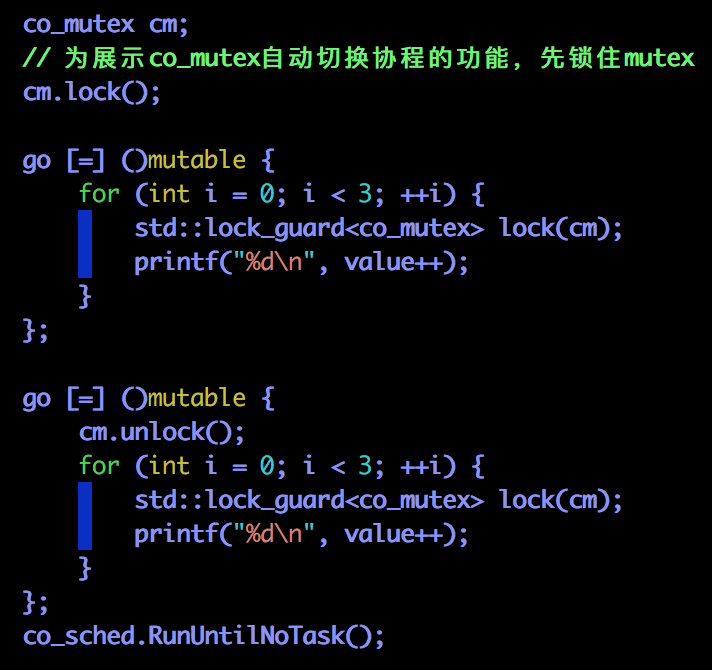 co_mutex cm;
// 为展示co_mutex自动切换协程的功能，先锁住mutex
cm.lock();
go [=] ()mutable {
    for (int i = 0; i < 3; ++i) {
        std::lock_guard<co_mutex> lock(cm);
        printf("%d\n", value++);
    }
};
go [=] ()mutable {
    cm.unlock();
    for (int i = 0; i < 3; ++i) {
        std::lock_guard<co_mutex> lock(cm);
        printf("%d\n", value++);
    }
};
co_sched.RunUntilNoTask();